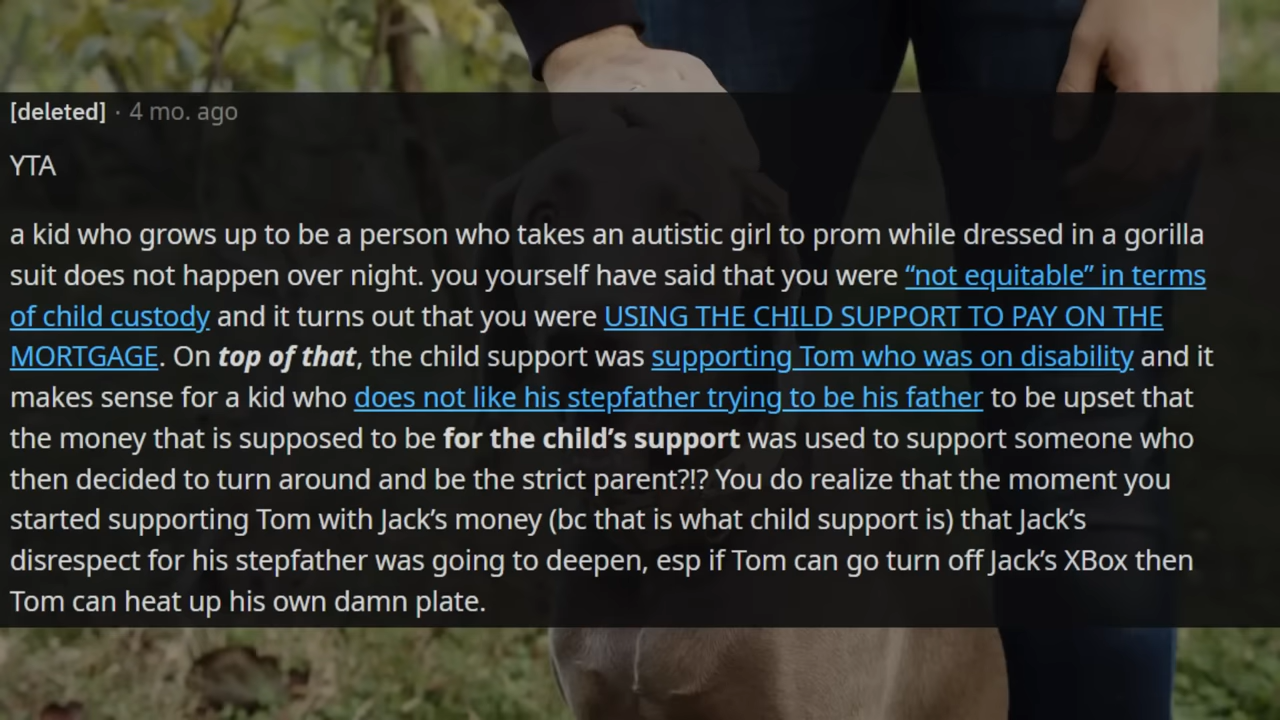 [deleted] · 4 mo. ago
YTA
a kid who grows up to be a person who takes an autistic girl to prom while dressed in a gorilla
suit does not happen over night. you yourself have said that you were “not equitable” in terms
of child custody and it turns out that you were USING THE CHILD SUPPORT TO PAY ON THE
MORTGAGE. On top of that, the child support was supporting Tom who was on disability and it
makes sense for a kid who does not like his stepfather trying to be his father to be upset that
the money that is supposed to be for the child’s support was used to support someone who
then decided to turn around and be the strict parent?!? You do realize that the moment you
started supporting Tom with Jack’s money (bc that is what child support is) that Jack’s
disrespect for his stepfather was going to deepen, esp if Tom can go turn off Jack’s XBox then
Tom can heat up his own damn plate.